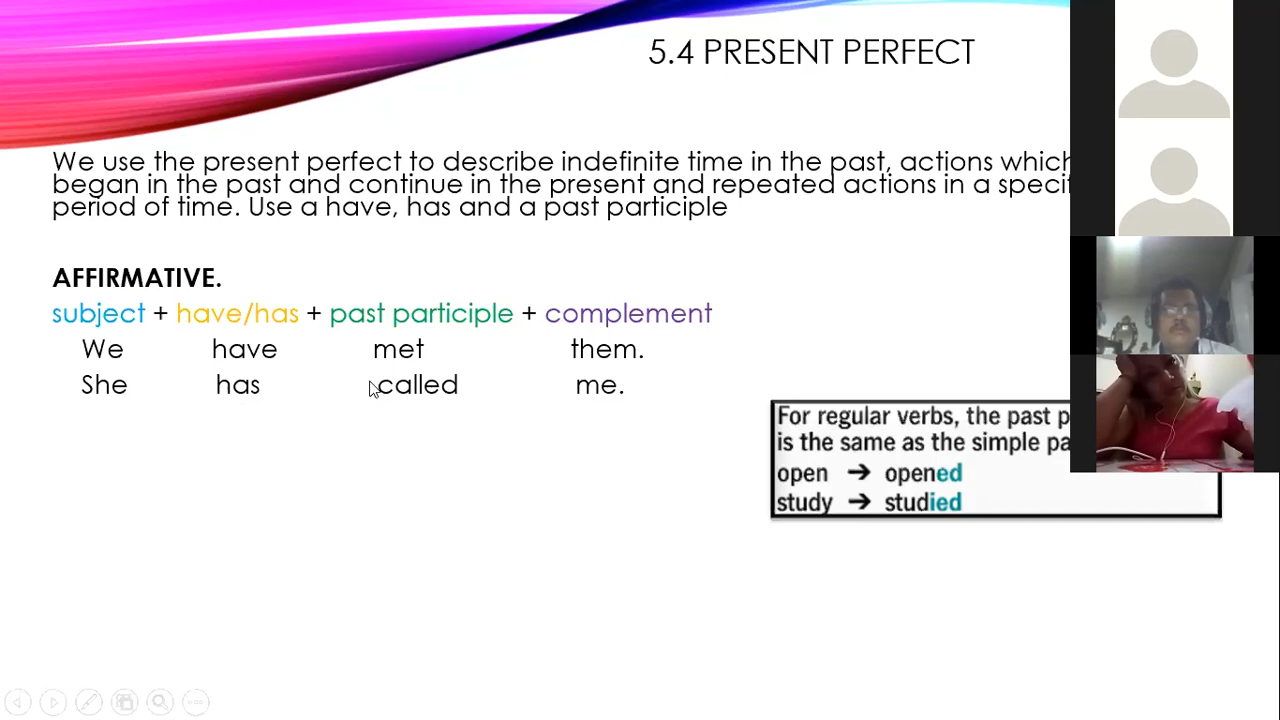 5.4 PRESENT PERFECT
We use the present perfect to describe indefinite time in the past, actions which
began in the past and continue in the present and repeated actions in a
period of time. Use a have, has and a past participle
AFFIRMATIVE.
subject + have/has + past participle + complement
We have met them.
She has called me.
For regular verbs, the past
is the same as the simple
open → opened
study → studied